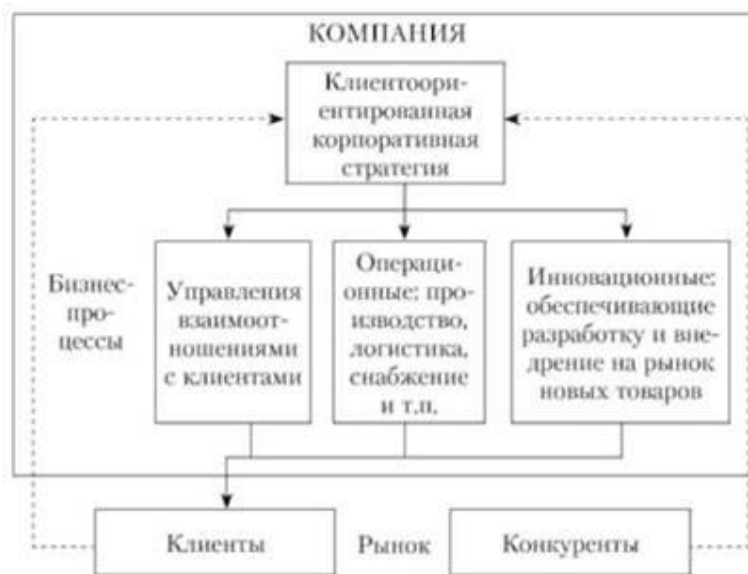 КОМПАНИЯ
Клиентоори-
ентированная
корпоративная
стратегия
Бизнес-
про-
цессы
Управления
взаимоот-
ношениями
с клиентами
Операци-
онные: про-
изводство,
логистика,
снабжение
и т.п.
Инновационные:
обеспечивающие
разработку и вне-
дрение на рынок
новых товаров
Клиенты
Рынок
Конкуренты